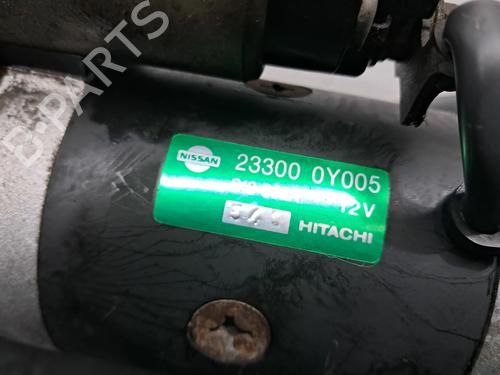 B-PARTS
NISSAN 23300 0Y005
12V
HITACHI